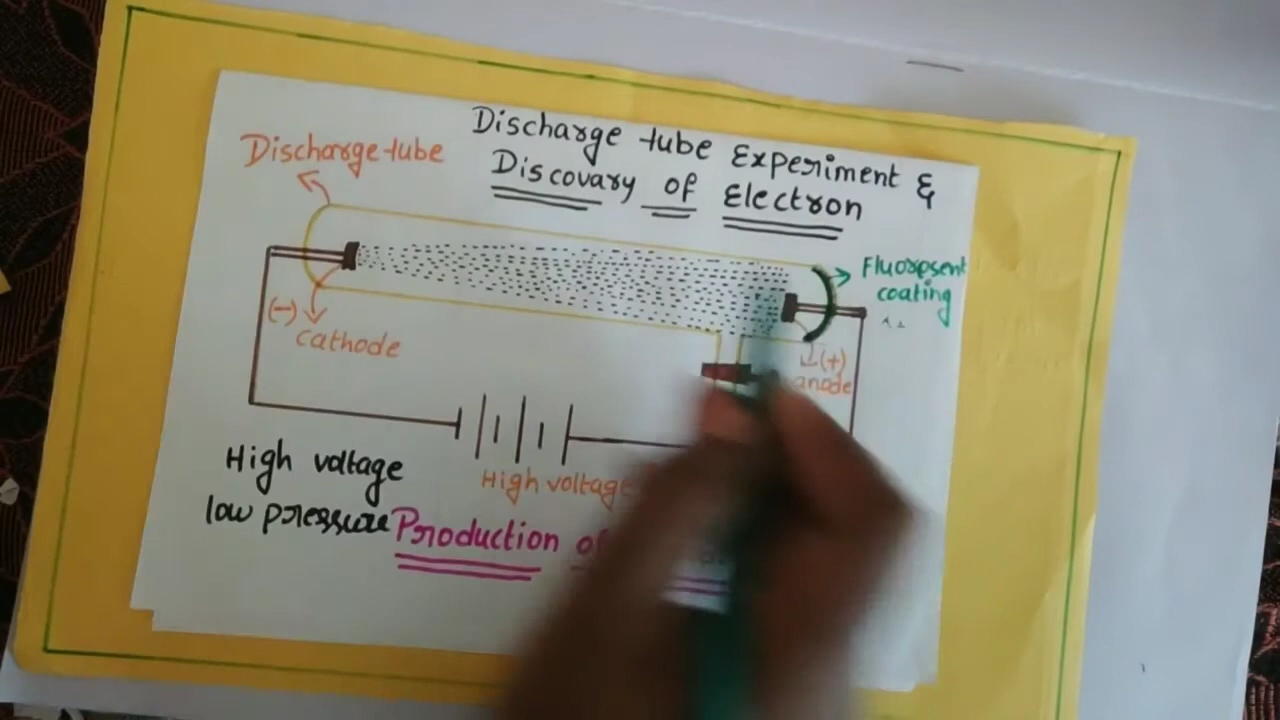 Discharge tube Experiment &
Discovary of Electron
Discharge tube
Fluorosent
coating
(-)
cathode
(+)
anode
High voltage
High voltage
low pressure
Production of